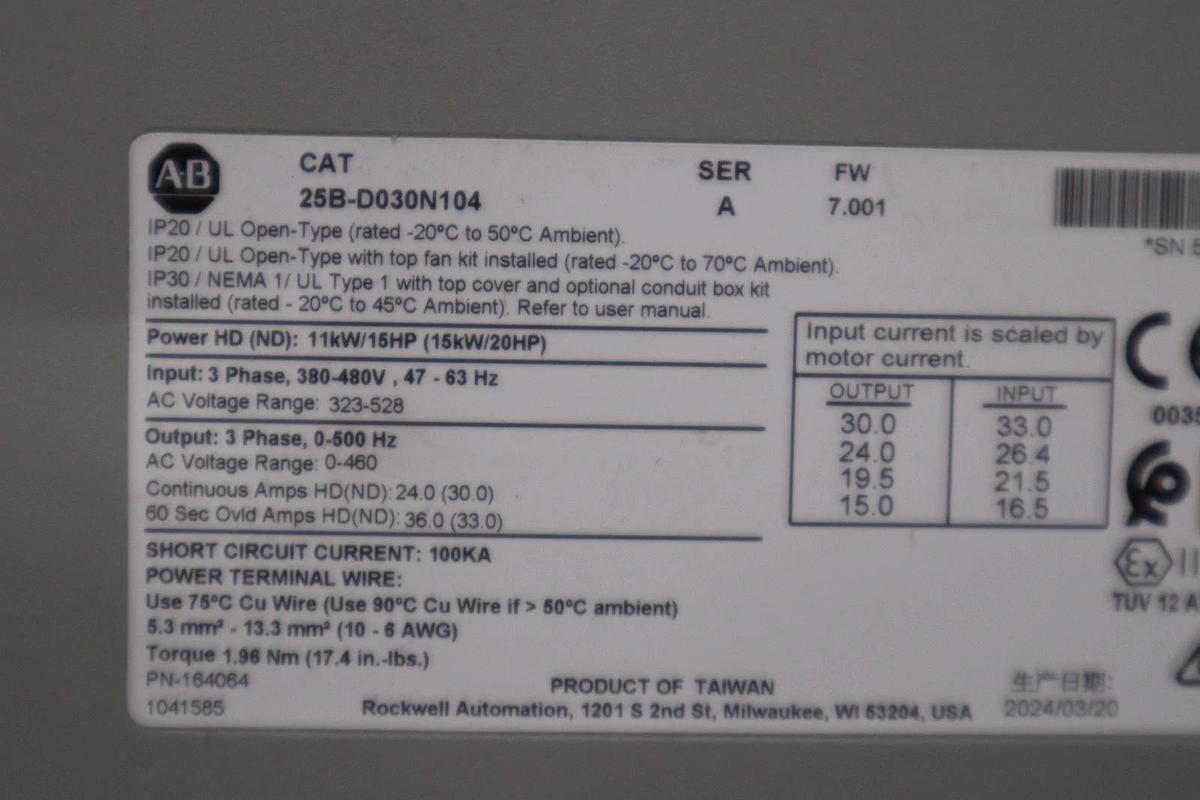 A-B
CAT
25B-D030N104
SER
A
FW
7.001
*SN
IP20 / UL Open-Type (rated -20°C to 50°C Ambient).
IP20 / UL Open-Type with top fan kit installed (rated -20°C to 70°C Ambient).
IP30 / NEMA 1/ UL Type 1 with top cover and optional conduit box kit
installed (rated - 20°C to 45°C Ambient). Refer to user manual.
Power HD (ND): 11kW/15HP (15kW/20HP)
Input: 3 Phase, 380-480V , 47 - 63 Hz
AC Voltage Range: 323-528
Output: 3 Phase, 0-500 Hz
AC Voltage Range: 0-460
Continuous Amps HD(ND): 24.0 (30.0)
60 Sec Ovld Amps HD(ND): 36.0 (33.0)
SHORT CIRCUIT CURRENT: 100KA
POWER TERMINAL WIRE:
Use 75°C Cu Wire (Use 90°C Cu Wire if > 50°C ambient)
5.3 mm² - 13.3 mm² (10 - 6 AWG)
Torque 1.96 Nm (17.4 in.-lbs.)
PN-164064
1041585
PRODUCT OF TAIWAN
Rockwell Automation, 1201 S 2nd St, Milwaukee, WI 53204, USA
Input current is scaled by
motor current.
OUTPUT INPUT
30.0 33.0
24.0 26.4
19.5 21.5
15.0 16.5
CE
0035
Ex II
TUV 12 A
生产日期:
2024/03/20